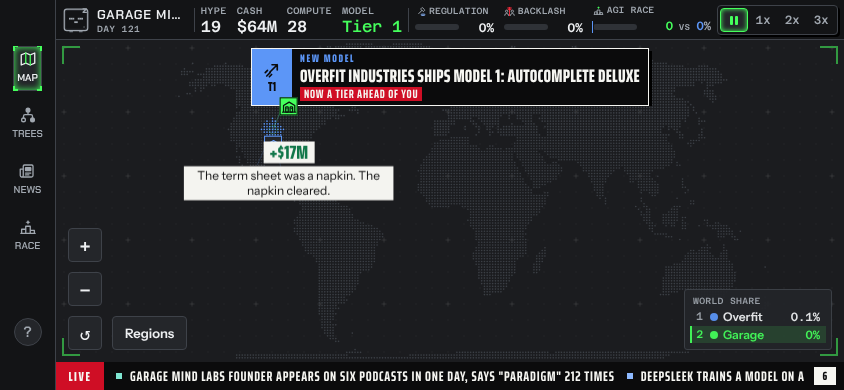 GARAGE MI...
DAY 121
HYPE
19
CASH
$64M
COMPUTE
28
MODEL
Tier 1
REGULATION
0%
BACKLASH
0%
AGI RACE
0 vs 0%
1x
2x
3x
MAP
TREES
NEWS
RACE
?
T1
NEW MODEL
OVERFIT INDUSTRIES SHIPS MODEL 1: AUTOCOMPLETE DELUXE
NOW A TIER AHEAD OF YOU
+$17M
The term sheet was a napkin. The
napkin cleared.
+
−
↺
Regions
WORLD SHARE
1 Overfit 0.1%
2 Garage 0%
LIVE
GARAGE MIND LABS FOUNDER APPEARS ON SIX PODCASTS IN ONE DAY, SAYS "PARADIGM" 212 TIMES
DEEPSLEEK TRAINS A MODEL ON A
6